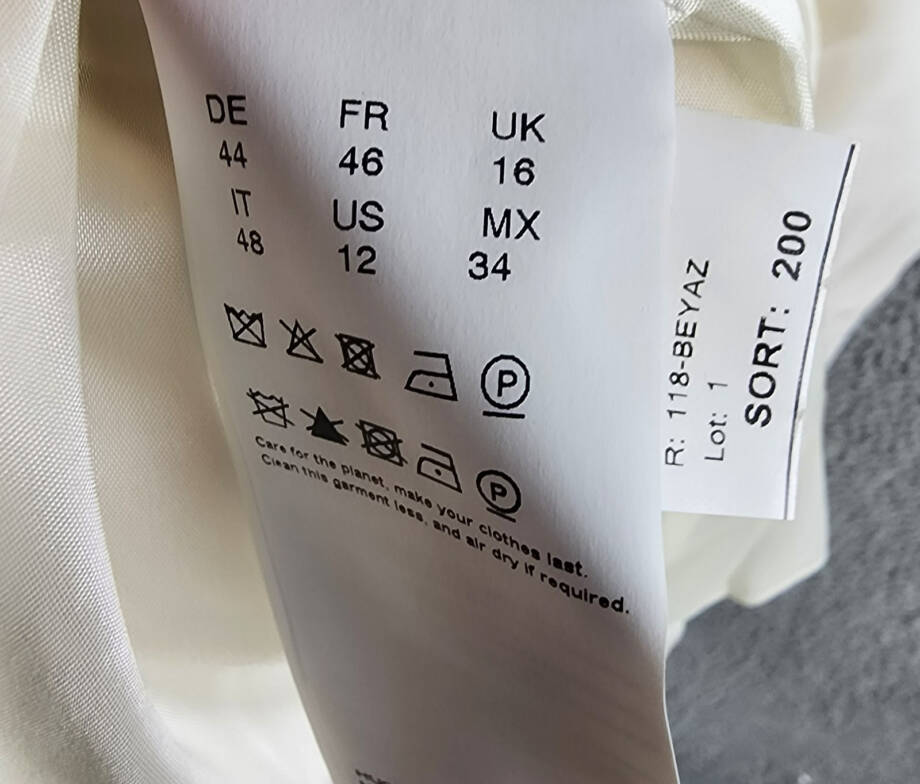 DE FR UK
44 46 16
IT US MX
48 12 34
P
P
Care for the planet, make your clothes last.
Clean this garment less, and air dry if required.
R: 118-BEYAZ
Lot: 1
SORT: 200